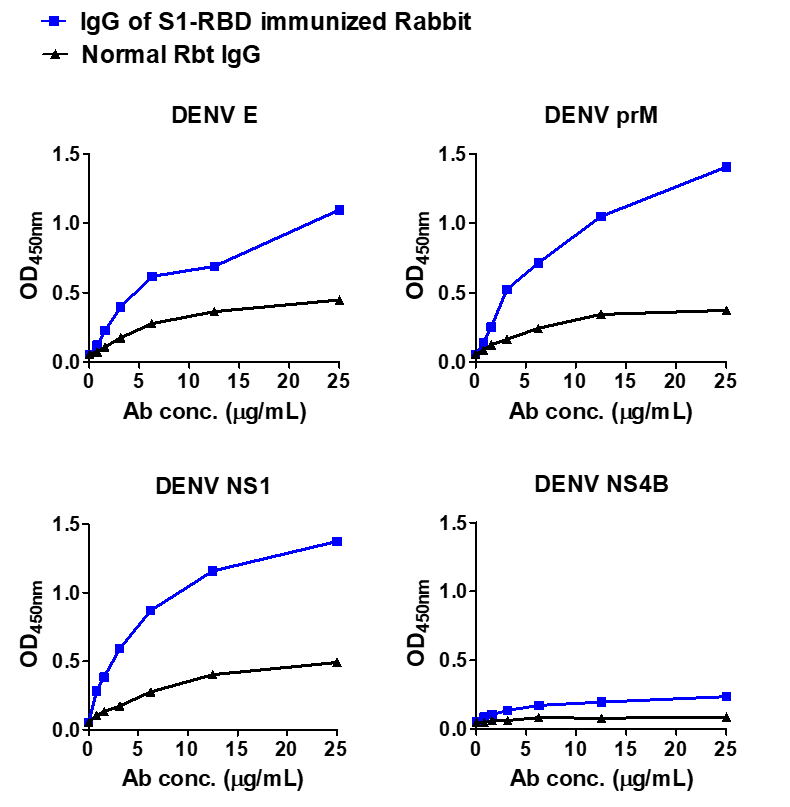 IgG of S1-RBD immunized Rabbit
Normal Rbt IgG
DENV E
1.5
1.0
0.5
0.0
OD450nm
0 5 10 15 20 25
Ab conc. (μg/mL)
DENV prM
1.5
1.0
0.5
0.0
OD450nm
0 5 10 15 20 25
Ab conc. (μg/mL)
DENV NS1
1.5
1.0
0.5
0.0
OD450nm
0 5 10 15 20 25
Ab conc. (μg/mL)
DENV NS4B
1.5
1.0
0.5
0.0
OD450nm
0 5 10 15 20 25
Ab conc. (μg/mL)